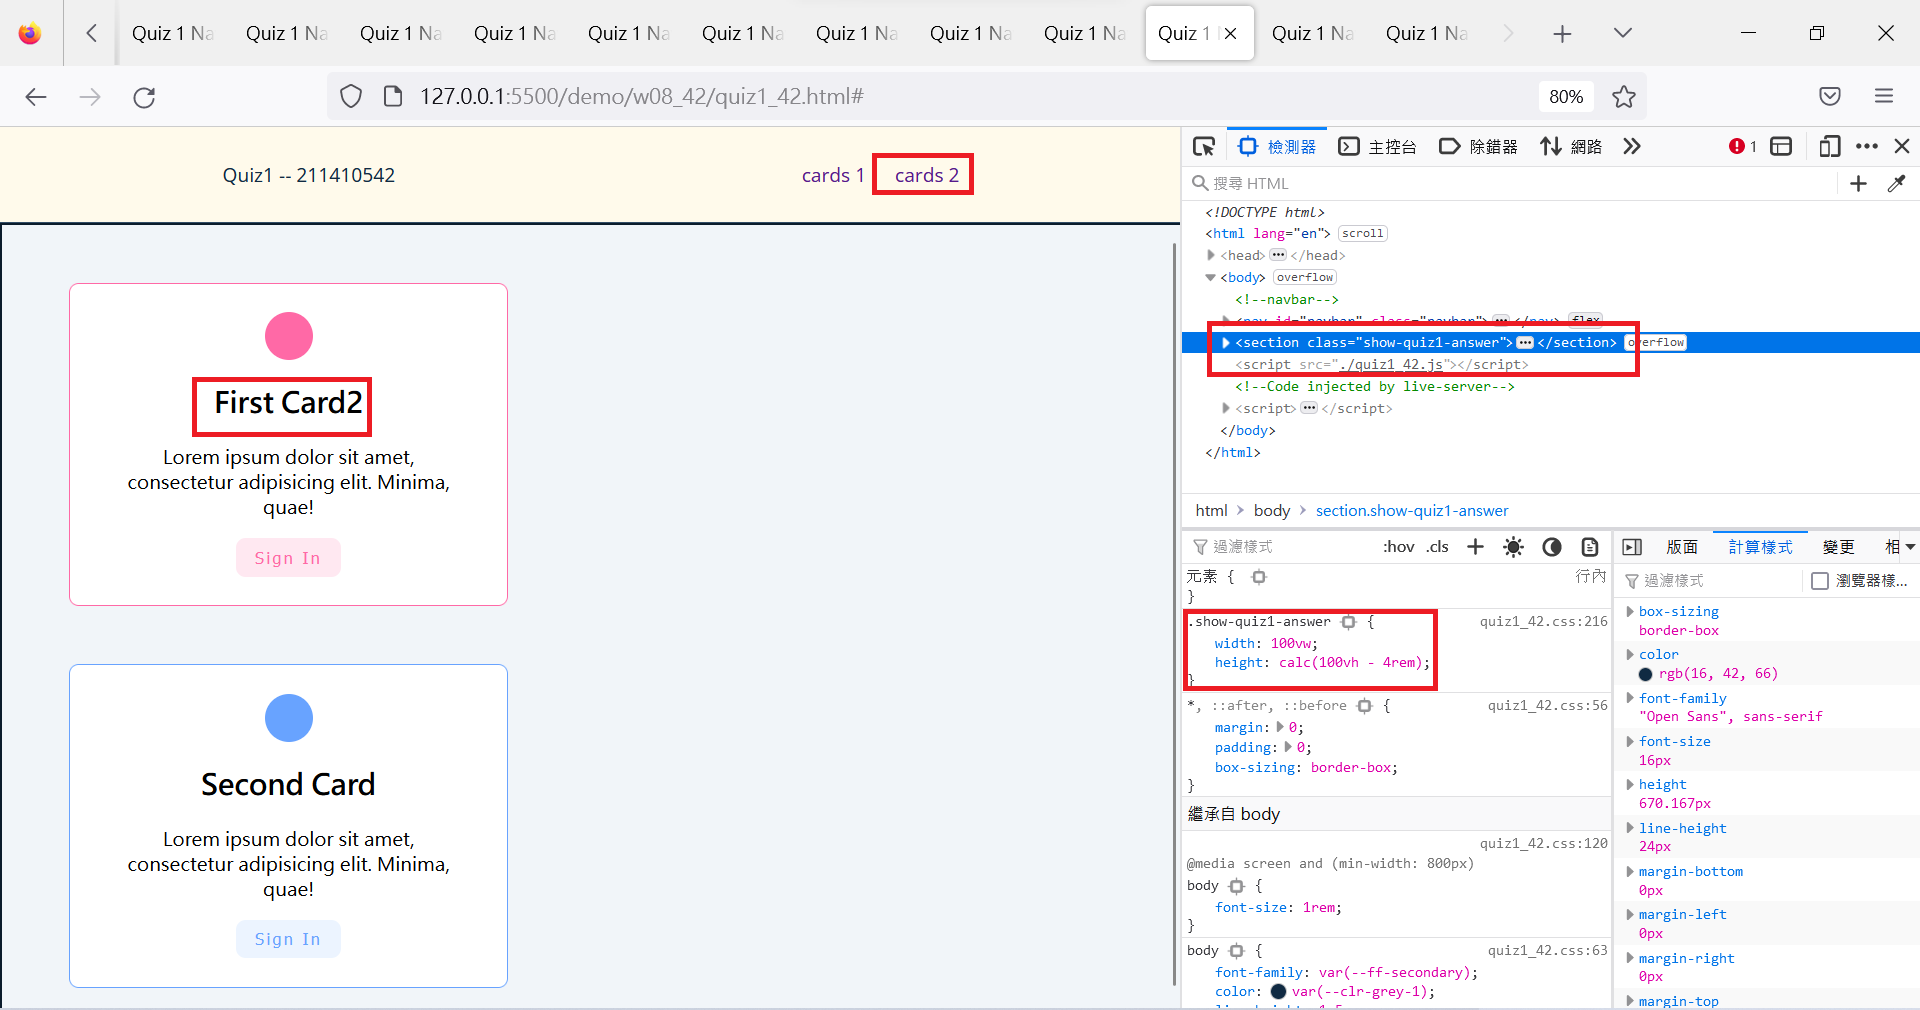 Quiz 1 Na
Quiz 1 Na
Quiz 1 Na
Quiz 1 Na
Quiz 1 Na
Quiz 1 Na
Quiz 1 Na
Quiz 1 Na
Quiz 1 Na
Quiz 1
Quiz 1 Na
Quiz 1 Na
127.0.0.1:5500/demo/w08_42/quiz1_42.html#
80%
Quiz1 -- 211410542
cards 1
cards 2
First Card2
Lorem ipsum dolor sit amet,
consectetur adipisicing elit. Minima,
quae!
Sign In
Second Card
Lorem ipsum dolor sit amet,
consectetur adipisicing elit. Minima,
quae!
Sign In
檢測器
主控台
除錯器
網路
1
搜尋 HTML
<!DOCTYPE html>
<html lang="en"> scroll
<head> ••• </head>
<body> overflow
<!--navbar-->
<nav id="navbar" class="navbar"> ••• </nav> flex
<section class="show-quiz1-answer"> ••• </section> overflow
<script src="./quiz1_42.js"></script>
<!--Code injected by live-server-->
<script> ••• </script>
</body>
</html>
html > body > section.show-quiz1-answer
過濾樣式
:hov .cls
元素 { 行內
}
.show-quiz1-answer { quiz1_42.css:216
width: 100vw;
height: calc(100vh - 4rem);
}
*, ::after, ::before { quiz1_42.css:56
margin: 0;
padding: 0;
box-sizing: border-box;
}
繼承自 body
quiz1_42.css:120
@media screen and (min-width: 800px)
body {
font-size: 1rem;
}
body { quiz1_42.css:63
font-family: var(--ff-secondary);
color: var(--clr-grey-1);
版面
計算樣式
變更
相
過濾樣式
瀏覽器樣...
box-sizing
border-box
color
rgb(16, 42, 66)
font-family
"Open Sans", sans-serif
font-size
16px
height
670.167px
line-height
24px
margin-bottom
0px
margin-left
0px
margin-right
0px
margin-top